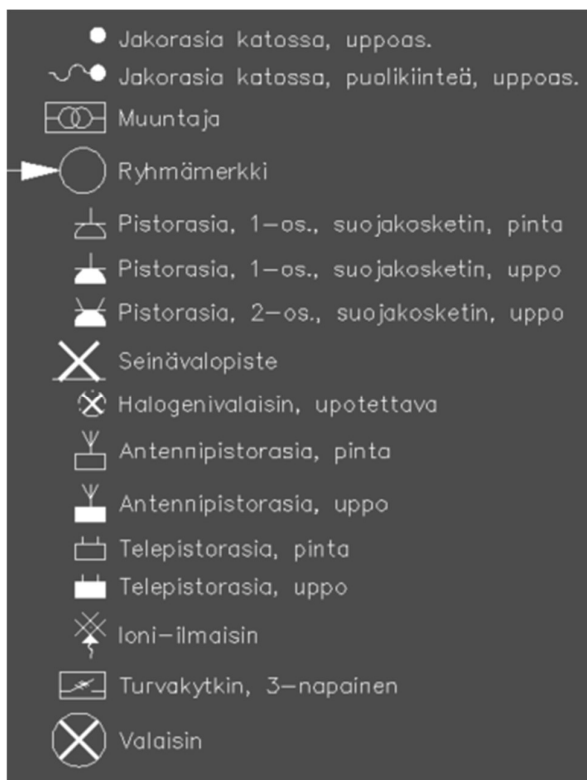 Jakorasia katossa, uppoas.
Jakorasia katossa, puolikiinteä, uppoas.
Muuntaja
Ryhmämerkki
Pistorasia, 1-os., suojakosketin, pinta
Pistorasia, 1-os., suojakosketin, uppo
Pistorasia, 2-os., suojakosketin, uppo
Seinävalopiste
Halogenivalaisin, upotettava
Antennipistorasia, pinta
Antennipistorasia, uppo
Telepistorasia, pinta
Telepistorasia, uppo
Ioni-ilmaisin
Turvakytkin, 3-napainen
Valaisin